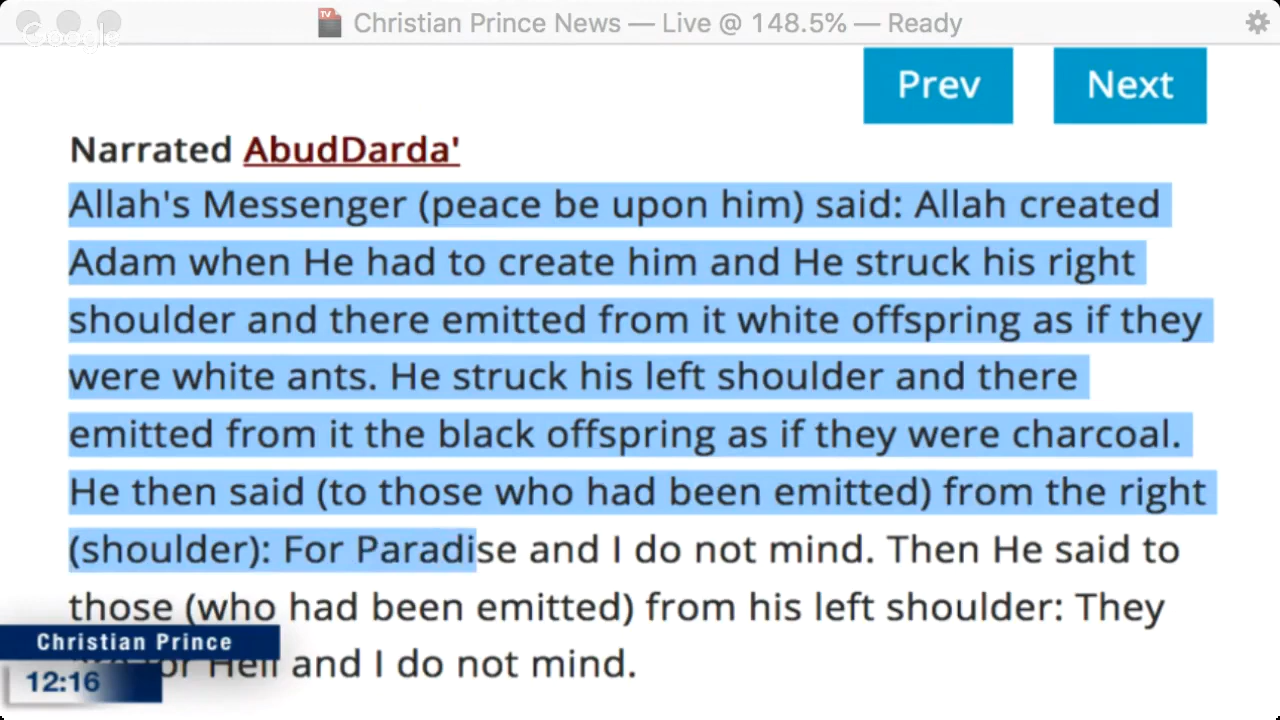 Christian Prince News — Live @ 148.5% — Ready
Google
Prev Next
Narrated AbudDarda'
Allah's Messenger (peace be upon him) said: Allah created
Adam when He had to create him and He struck his right
shoulder and there emitted from it white offspring as if they
were white ants. He struck his left shoulder and there
emitted from it the black offspring as if they were charcoal.
He then said (to those who had been emitted) from the right
(shoulder): For Paradise and I do not mind. Then He said to
those (who had been emitted) from his left shoulder: They
for Hell and I do not mind.
Christian Prince
12:16